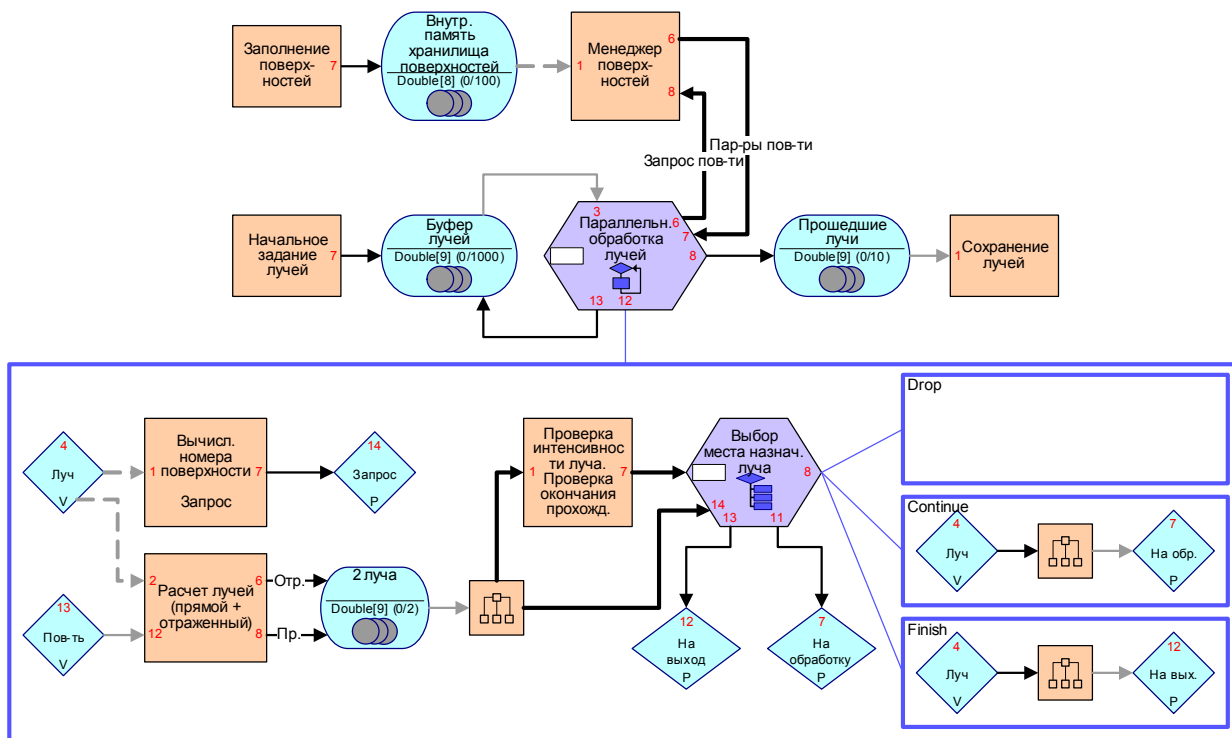 Заполнение
поверх-
ностей
7
Внутр.
память
хранилища
поверхностей
Double[8] (0/100)
Менеджер
поверх-
ностей
1
6
8
Пар-ры пов-ти
Запрос пов-ти
Начальное
задание
лучей
7
Буфер
лучей
Double[9] (0/1000)
3
Параллельн.
обработка
лучей
6
7
8
13
12
Прошедшие
лучи
Double[9] (0/10)
1
Сохранение
лучей
4
Луч
V
Вычисл.
номера
поверхности
Запрос
1
7
14
Запрос
P
13
Пов-ть
V
2
12
Расчет лучей
(прямой +
отраженный)
6
8
Отр.
Пр.
2 луча
Double[9] (0/2)
Проверка
интенсивнос
ти луча.
Проверка
окончания
прохожд.
1
7
Выбор
места назнач.
луча
8
14
13
11
12
На
выход
P
7
На
обработку
P
Drop
Continue
4
Луч
V
7
На обр.
P
Finish
4
Луч
V
12
На вых.
P